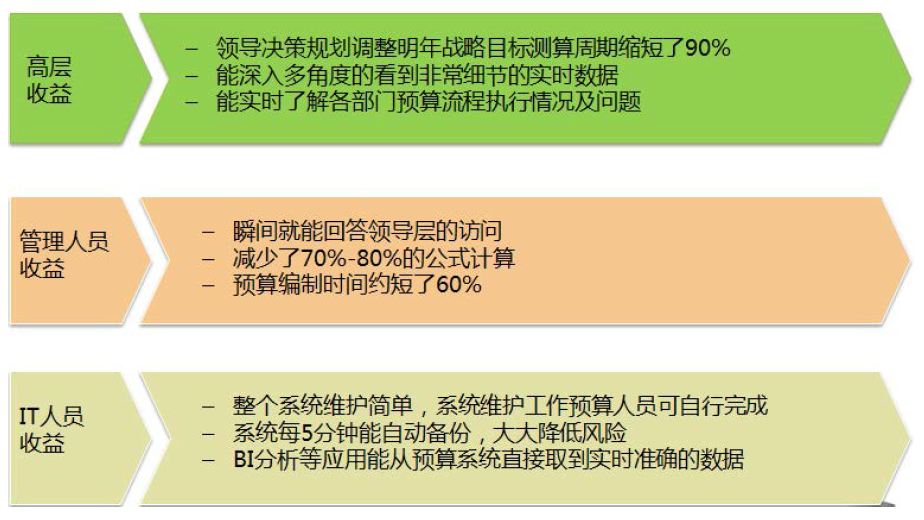 高层
收益
– 领导决策规划调整明年战略目标测算周期缩短了90%
– 能深入多角度的看到非常细节的实时数据
– 能实时了解各部门预算流程执行情况及问题
管理人员
收益
– 瞬间就能回答领导层的访问
– 减少了70%-80%的公式计算
– 预算编制时间约短了60%
IT人员
收益
– 整个系统维护简单，系统维护工作预算人员可自行完成
– 系统每5分钟能自动备份，大大降低风险
– BI分析等应用能从预算系统直接取到实时准确的数据